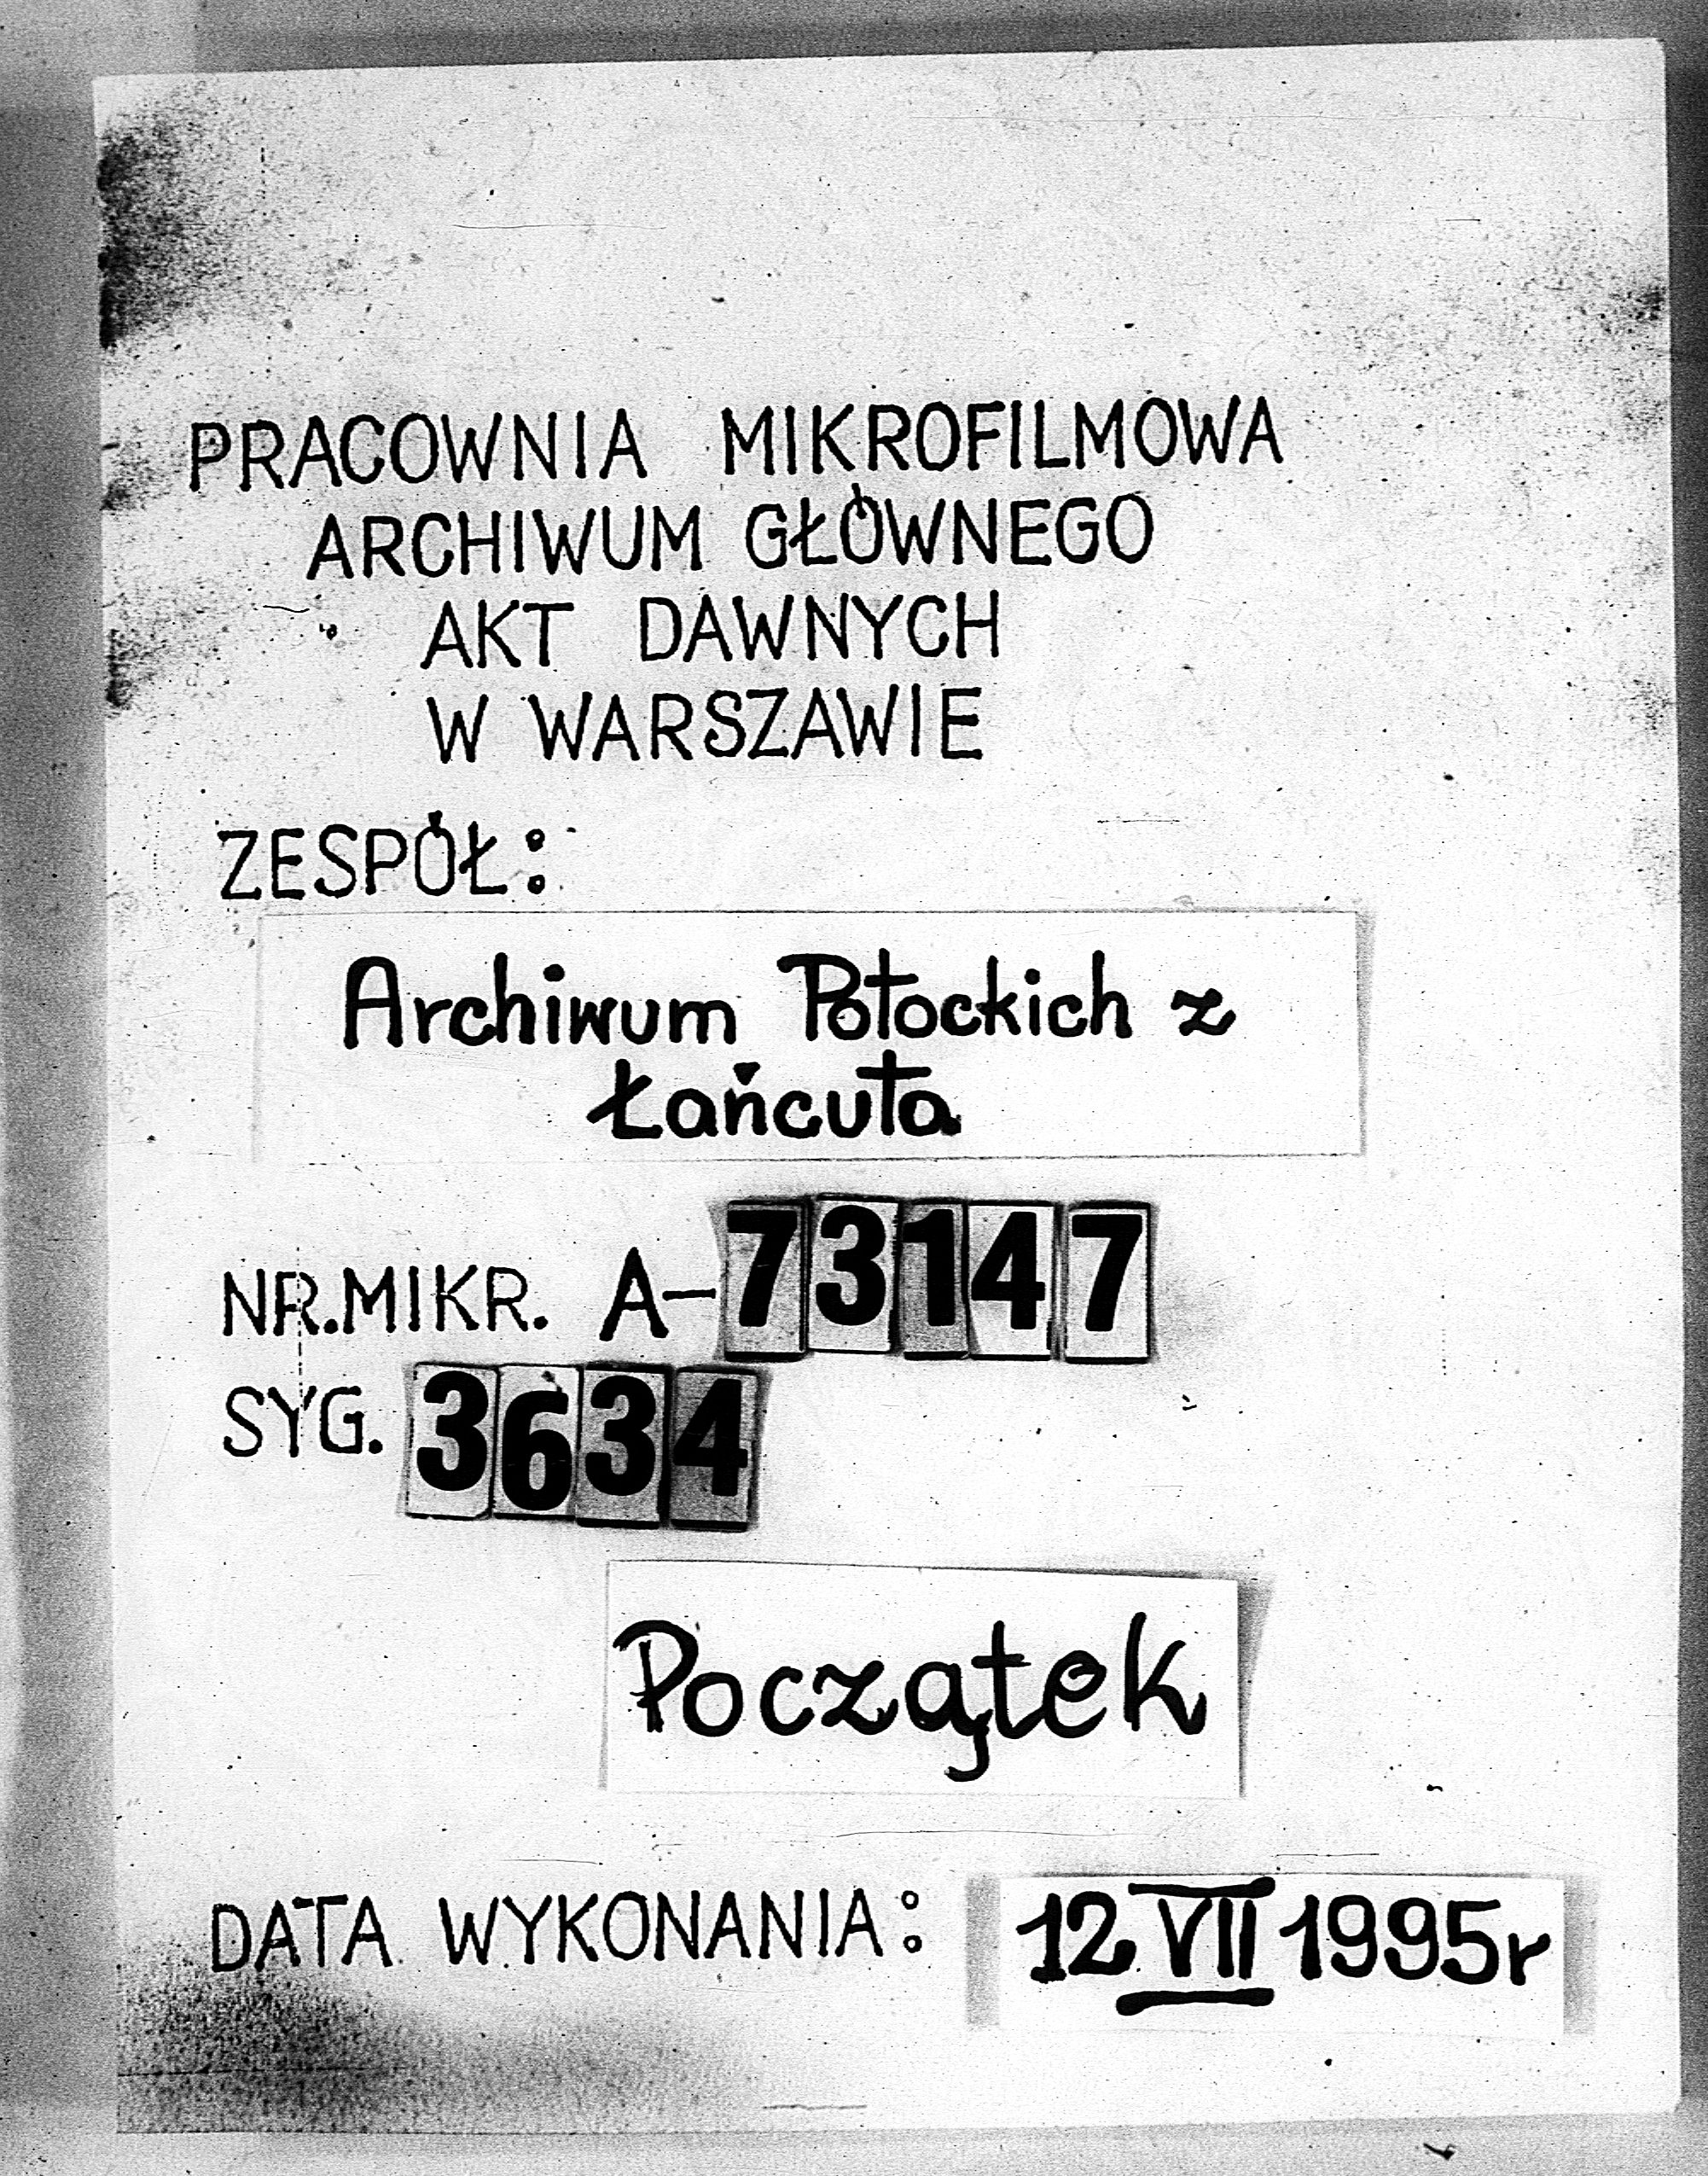 PRACOWNIA MIKROFILMOWA
ARCHIWUM GŁÓWNEGO
AKT DAWNYCH
W WARSZAWIE
ZESPÓŁ:
Archiwum Potockich z
Łańcuta
NR.MIKR. A-73147
SYG. 3634
Początek
DATA WYKONANIA: 12 VII 1995r